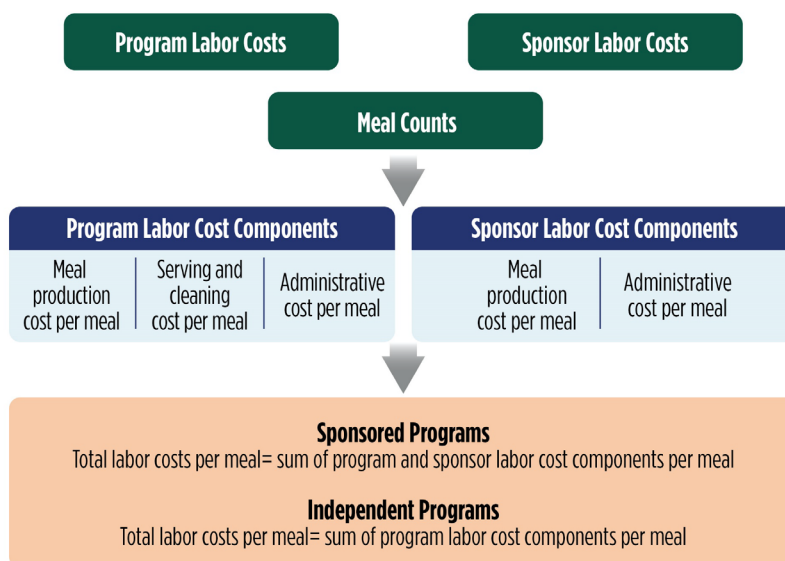 Program Labor Costs
Sponsor Labor Costs
Meal Counts
Program Labor Cost Components
Meal
production
cost per meal
Serving and
cleaning
cost per meal
Administrative
cost per meal
Sponsor Labor Cost Components
Meal
production
cost per meal
Administrative
cost per meal
Sponsored Programs
Total labor costs per meal= sum of program and sponsor labor cost components per meal
Independent Programs
Total labor costs per meal= sum of program labor cost components per meal